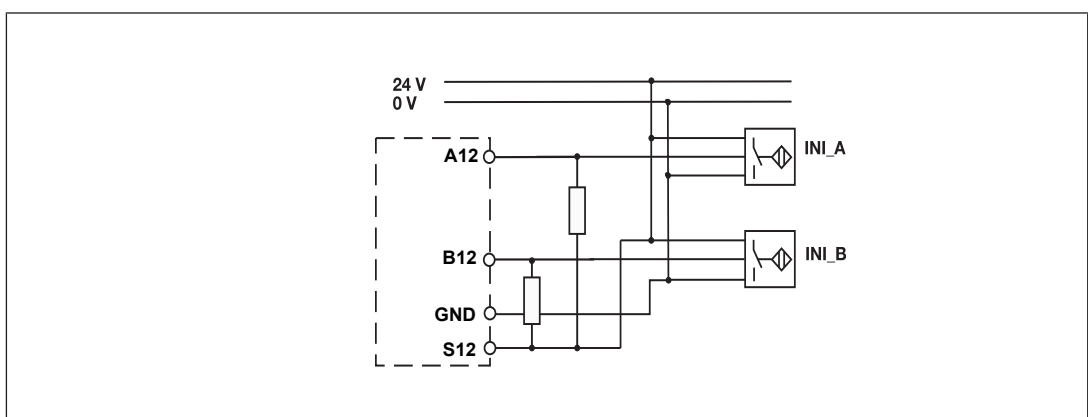 24 V
0 V
A12
INI_A
B12
INI_B
GND
S12